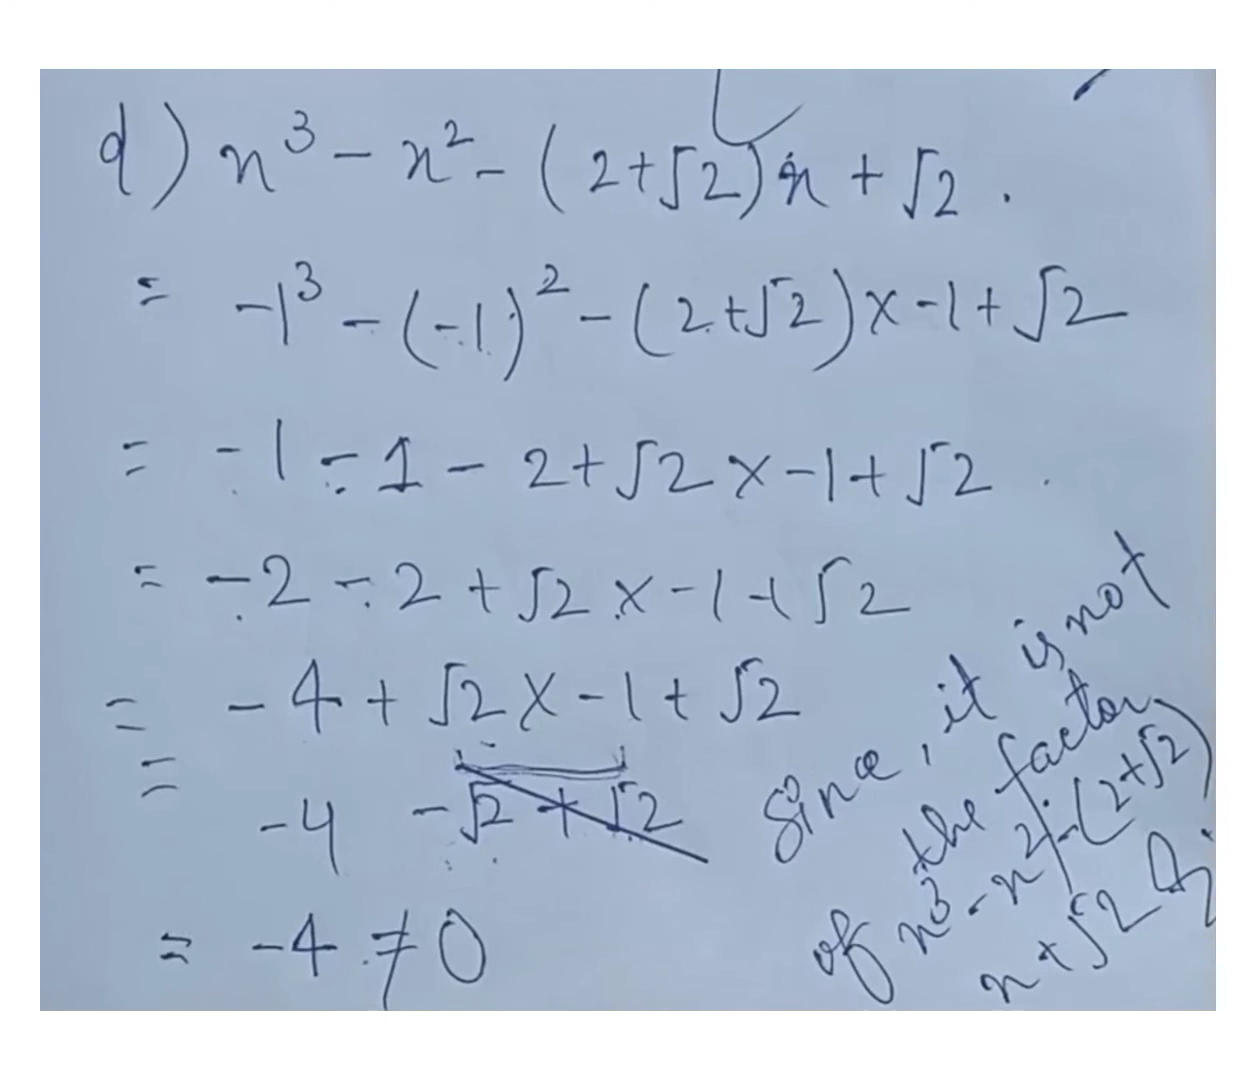 d) x³ - x² - (2+√2)x + √2.
= -1³ - (-1)² - (2+√2)x-1+√2
= -1 - 1 - 2+√2 x-1+√2.
= -2 - 2 + √2 x-1+√2
= -4 + √2 x-1+√2
= -4 -√2 + √2
= -4 ≠ 0
Since, it is not
the factor
of x³-x²-(2+√2)
x+√2